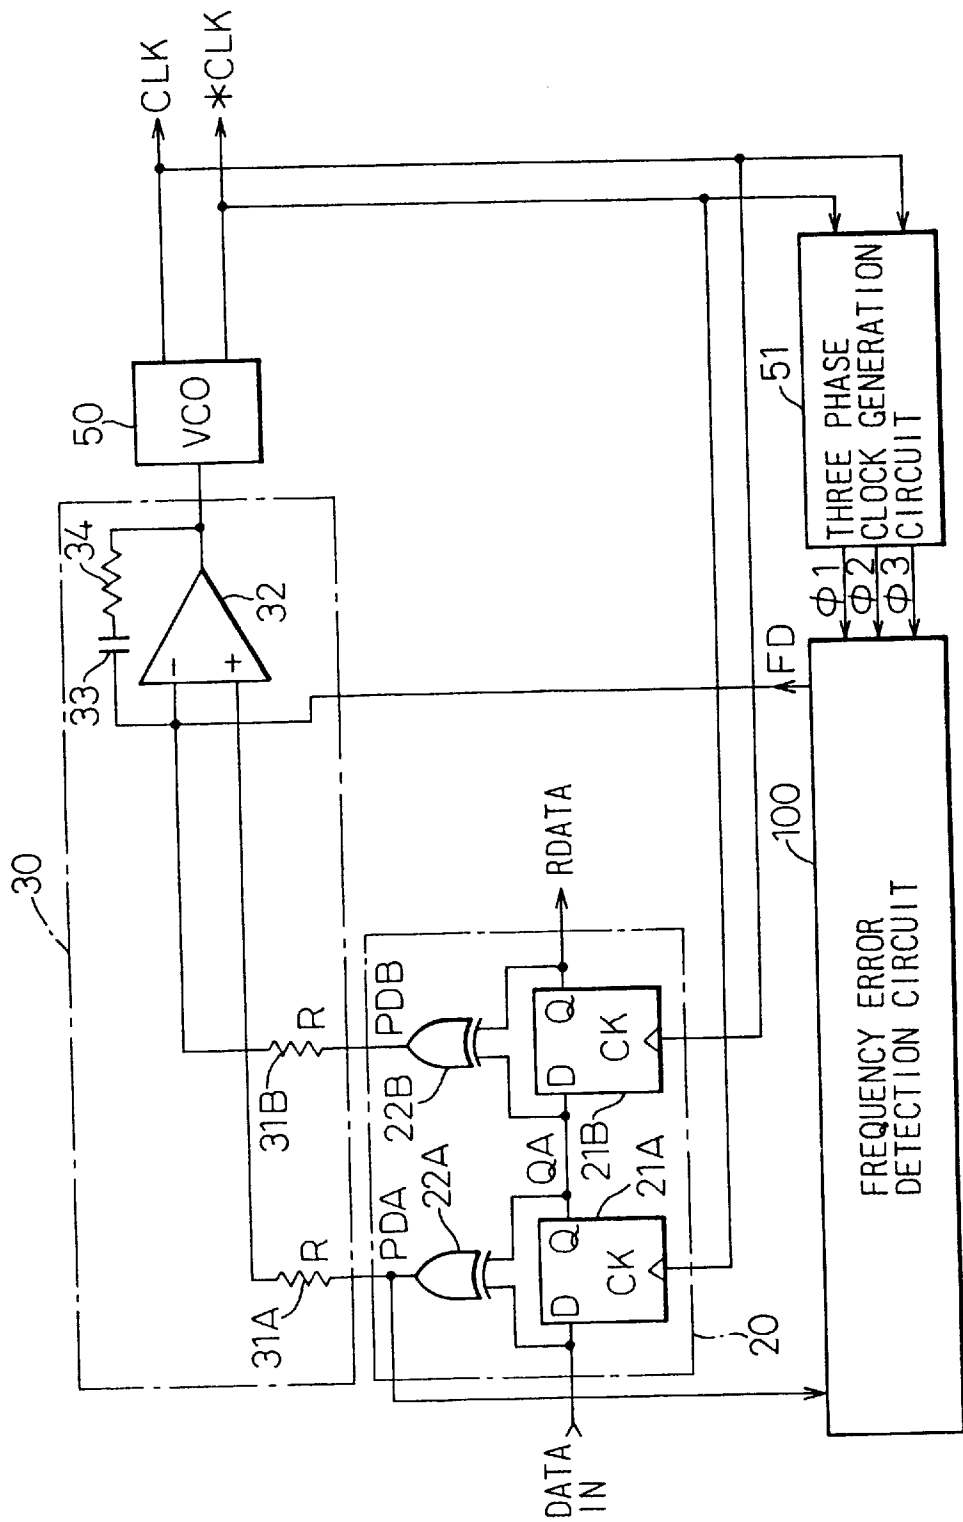 30
33
34
50
VCO
CLK
*CLK
−
+
32
31A
R
31B
R
PDA
22A
PDB
22B
DATA
IN
D
Q
CK
21A
QA
D
Q
CK
21B
RDATA
20
100
FREQUENCY ERROR
DETECTION CIRCUIT
FD
Φ1
Φ2
Φ3
51
THREE PHASE
CLOCK GENERATION
CIRCUIT